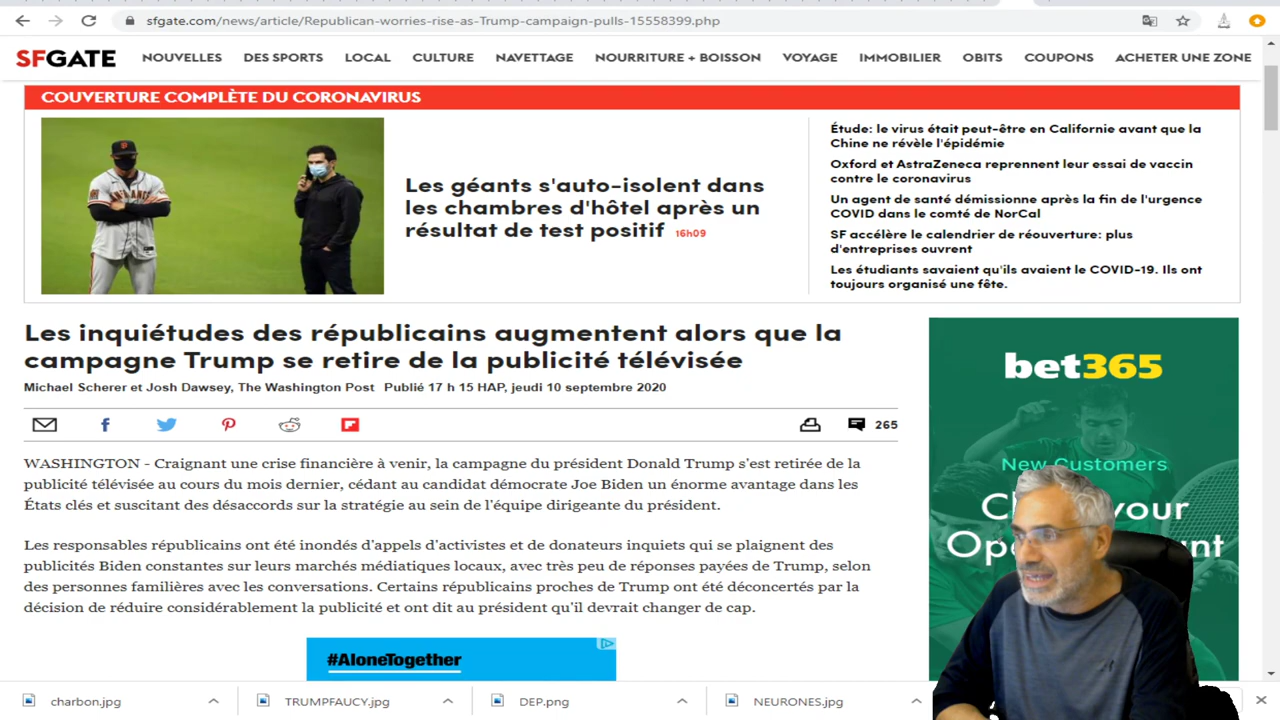 sfgate.com/news/article/Republican-worries-rise-as-Trump-campaign-pulls-15558399.php
SFGATE NOUVELLES DES SPORTS LOCAL CULTURE NAVETTAGE NOURRITURE + BOISSON VOYAGE IMMOBILIER OBITS COUPONS ACHETER UNE ZONE
COUVERTURE COMPLÈTE DU CORONAVIRUS
Les géants s'auto-isolent dans
les chambres d'hôtel après un
résultat de test positif 16h09
Étude: le virus était peut-être en Californie avant que la
Chine ne révèle l'épidémie
Oxford et AstraZeneca reprennent leur essai de vaccin
contre le coronavirus
Un agent de santé démissionne après la fin de l'urgence
COVID dans le comté de NorCal
SF accélère le calendrier de réouverture: plus
d'entreprises ouvrent
Les étudiants savaient qu'ils avaient le COVID-19. Ils ont
toujours organisé une fête.
Les inquiétudes des républicains augmentent alors que la
campagne Trump se retire de la publicité télévisée
Michael Scherer et Josh Dawsey, The Washington Post Publié 17 h 15 HAP, jeudi 10 septembre 2020
265
WASHINGTON - Craignant une crise financière à venir, la campagne du président Donald Trump s'est retirée de la
publicité télévisée au cours du mois dernier, cédant au candidat démocrate Joe Biden un énorme avantage dans les
États clés et suscitant des désaccords sur la stratégie au sein de l'équipe dirigeante du président.
Les responsables républicains ont été inondés d'appels d'activistes et de donateurs inquiets qui se plaignent des
publicités Biden constantes sur leurs marchés médiatiques locaux, avec très peu de réponses payées de Trump, selon
des personnes familières avec les conversations. Certains républicains proches de Trump ont été déconcertés par la
décision de réduire considérablement la publicité et ont dit au président qu'il devrait changer de cap.
#AloneTogether
bet365
New Customers
your
charbon.jpg TRUMPFAUCY.jpg DEP.png NEURONES.jpg